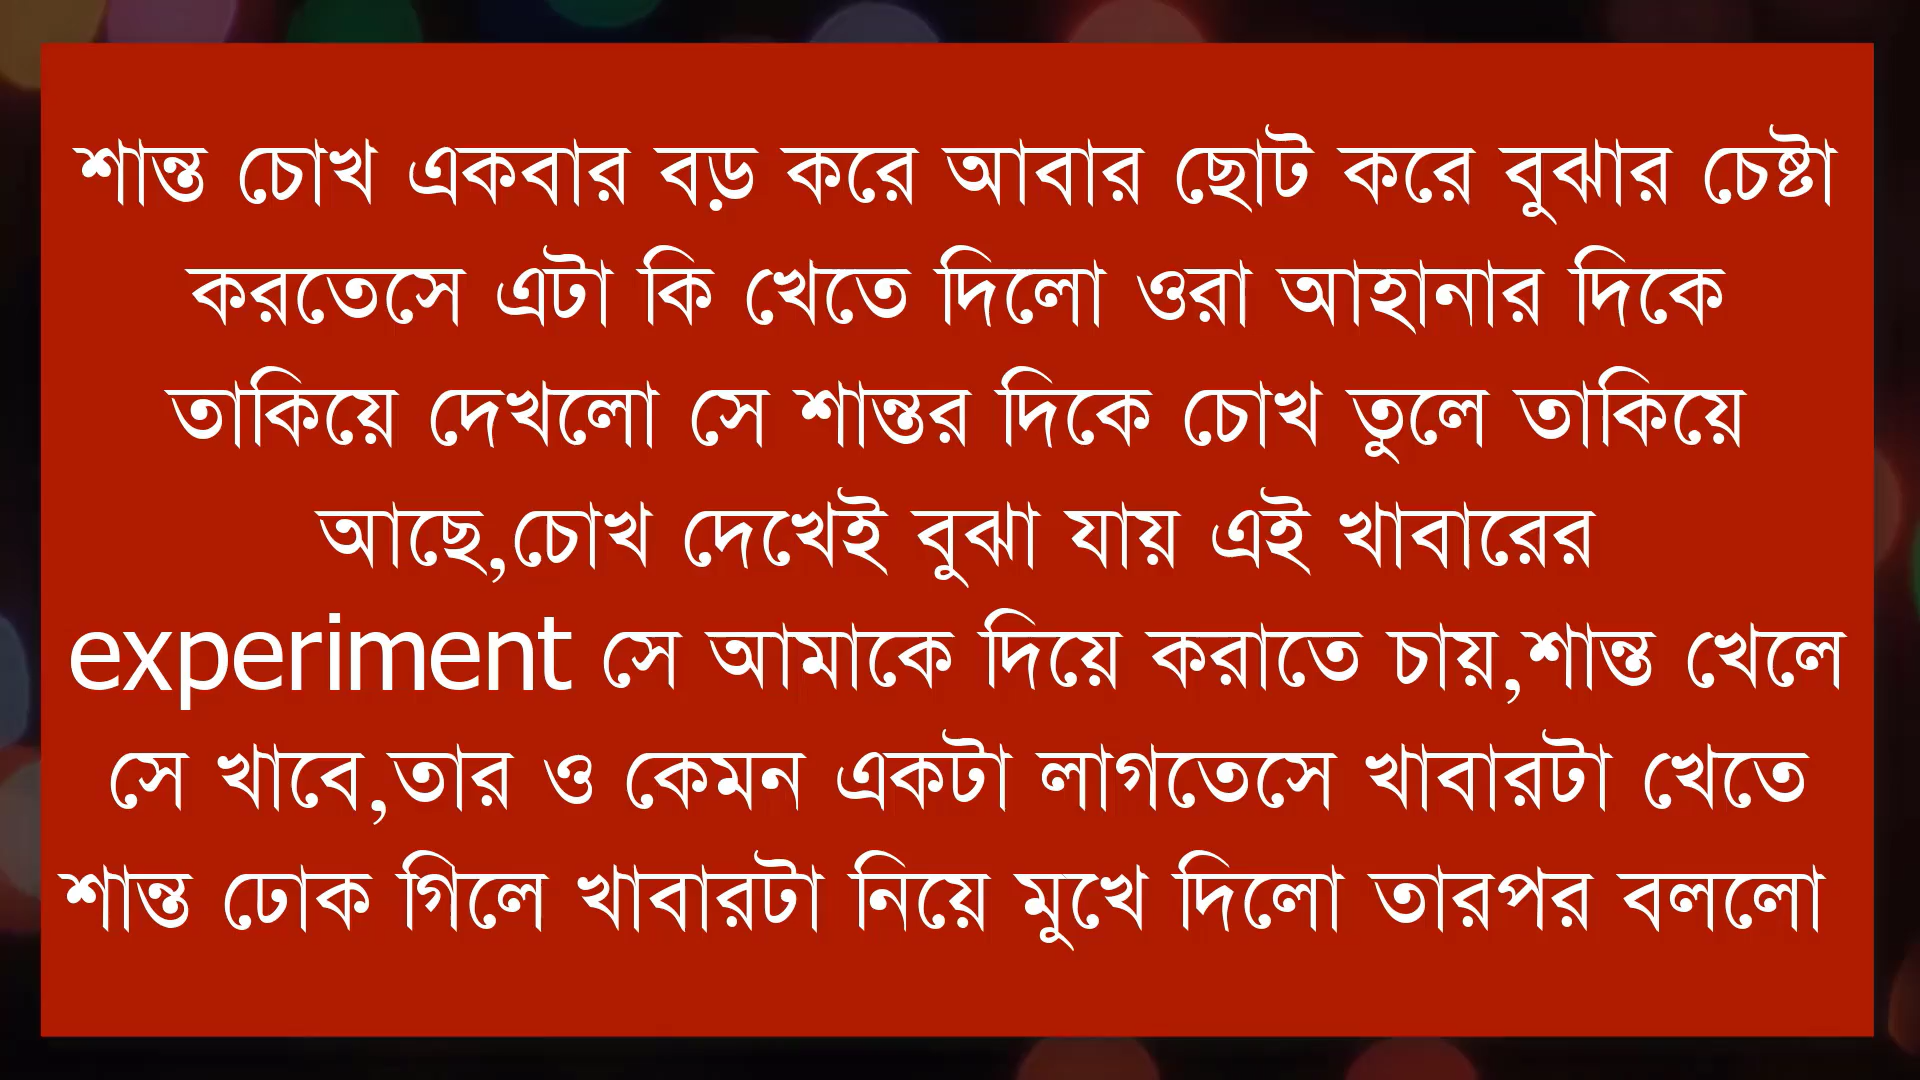 শান্ত চোখ একবার বড় করে আবার ছোট করে বুঝার চেষ্টা
করতেসে এটা কি খেতে দিলো ওরা আহানার দিকে
তাকিয়ে দেখলো সে শান্তর দিকে চোখ তুলে তাকিয়ে
আছে,চোখ দেখেই বুঝা যায় এই খাবারের
experiment সে আমাকে দিয়ে করাতে চায়,শান্ত খেলে
সে খাবে,তার ও কেমন একটা লাগতেসে খাবারটা খেতে
শান্ত ঢোক গিলে খাবারটা নিয়ে মুখে দিলো তারপর বললো